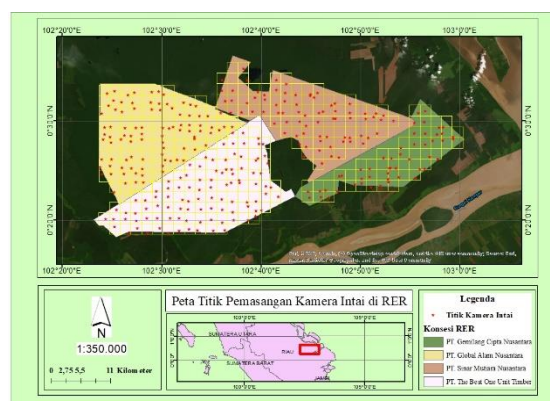 102°20'0"E 102°30'0"E 102°40'0"E 102°50'0"E 103°0'0"E
0°30'0"N
0°20'0"N
102°20'0"E 102°30'0"E 102°40'0"E 102°50'0"E 103°0'0"E
N
1:350.000
0 2,75 5,5 11 Kilometer
Peta Titik Pemasangan Kamera Intai di RER
SUMATERA UTARA
RIAU
SUMATERA BARAT
JAMBI
Legenda
Titik Kamera Intai
Konsesi RER
PT. Gemilang Cipta Nusantara
PT. Global Alam Nusantara
PT. Sinar Mutiara Nusantara
PT. The Best One Unit Timber